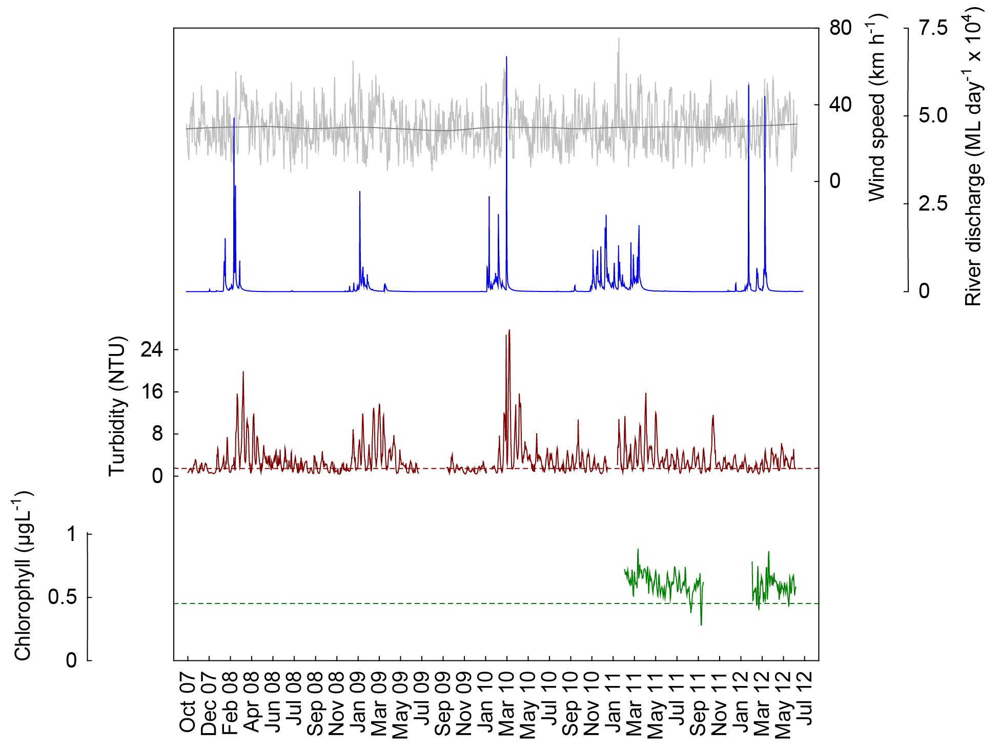 80
40
0
Wind speed (km h⁻¹)
7.5
5.0
2.5
0
River discharge (ML day⁻¹ x 10⁴)
Turbidity (NTU)
24
16
8
0
Chlorophyll (µgL⁻¹)
1
0.5
0
Oct 07
Dec 07
Feb 08
Apr 08
Jun 08
Jul 08
Sep 08
Nov 08
Jan 09
Mar 09
May 09
Jul 09
Sep 09
Nov 09
Jan 10
Mar 10
May 10
Jul 10
Sep 10
Nov 10
Jan 11
Mar 11
May 11
Jul 11
Sep 11
Nov 11
Jan 12
Mar 12
May 12
Jul 12